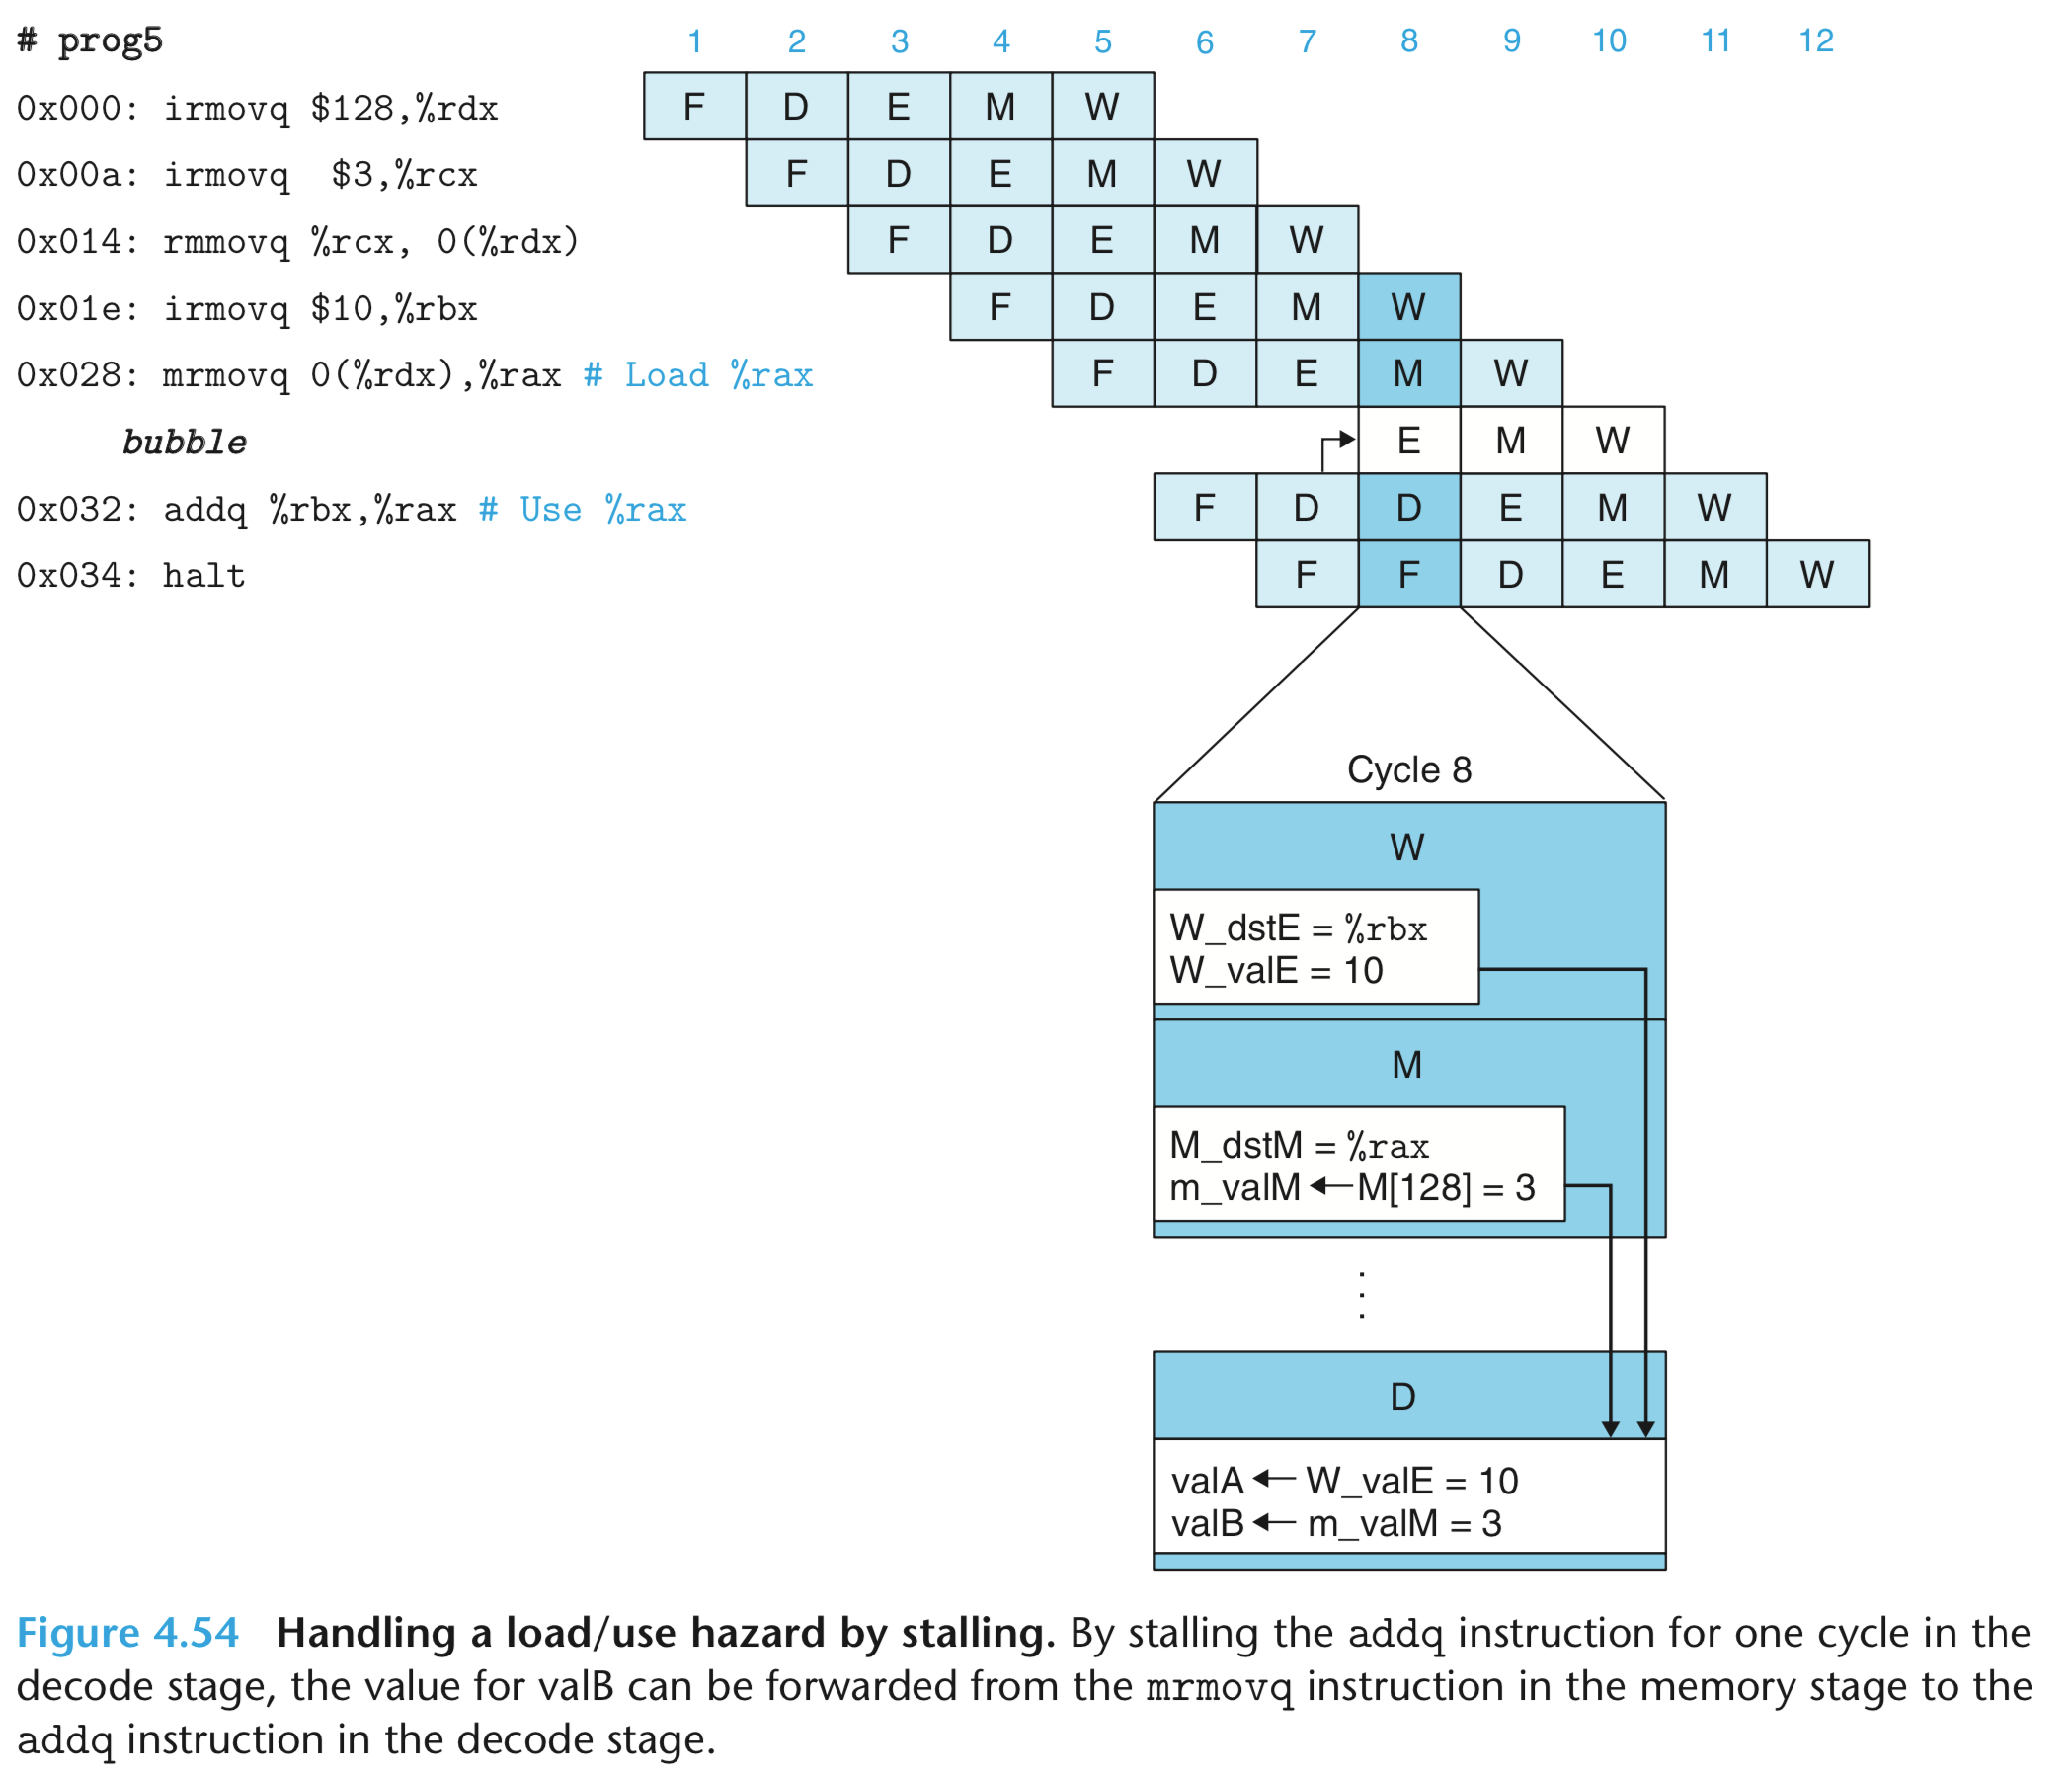 # prog5 1 2 3 4 5 6 7 8 9 10 11 12
0x000: irmovq $128,%rdx F D E M W
0x00a: irmovq $3,%rcx F D E M W
0x014: rmmovq %rcx, 0(%rdx) F D E M W
0x01e: irmovq $10,%rbx F D E M W
0x028: mrmovq 0(%rdx),%rax # Load %rax F D E M W
bubble E M W
0x032: addq %rbx,%rax # Use %rax F D D E M W
0x034: halt F F D E M W
Cycle 8
W
W_dstE = %rbx
W_valE = 10
M
M_dstM = %rax
m_valM ← M[128] = 3
⋮
D
valA ← W_valE = 10
valB ← m_valM = 3
Figure 4.54 Handling a load/use hazard by stalling. By stalling the addq instruction for one cycle in the
decode stage, the value for valB can be forwarded from the mrmovq instruction in the memory stage to the
addq instruction in the decode stage.